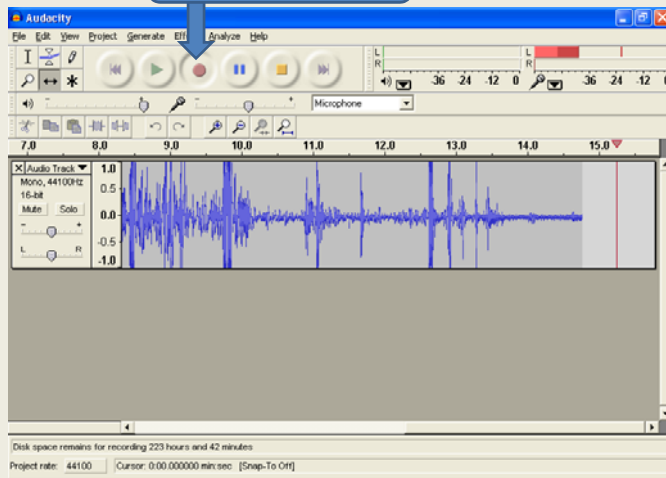 Audacity
File Edit View Project Generate Effect Analyze Help
L
R
-36 -24 -12 0
L
R
-36 -24 -12 0
- +
- +
Microphone
7.0 8.0 9.0 10.0 11.0 12.0 13.0 14.0 15.0
X Audio Track
Mono, 44100Hz
16-bit
Mute Solo
- +
L R
1.0
0.5
0.0
-0.5
-1.0
Disk space remains for recording 223 hours and 42 minutes
Project rate: 44100 Cursor: 0:00.000000 min:sec [Snap-To Off]